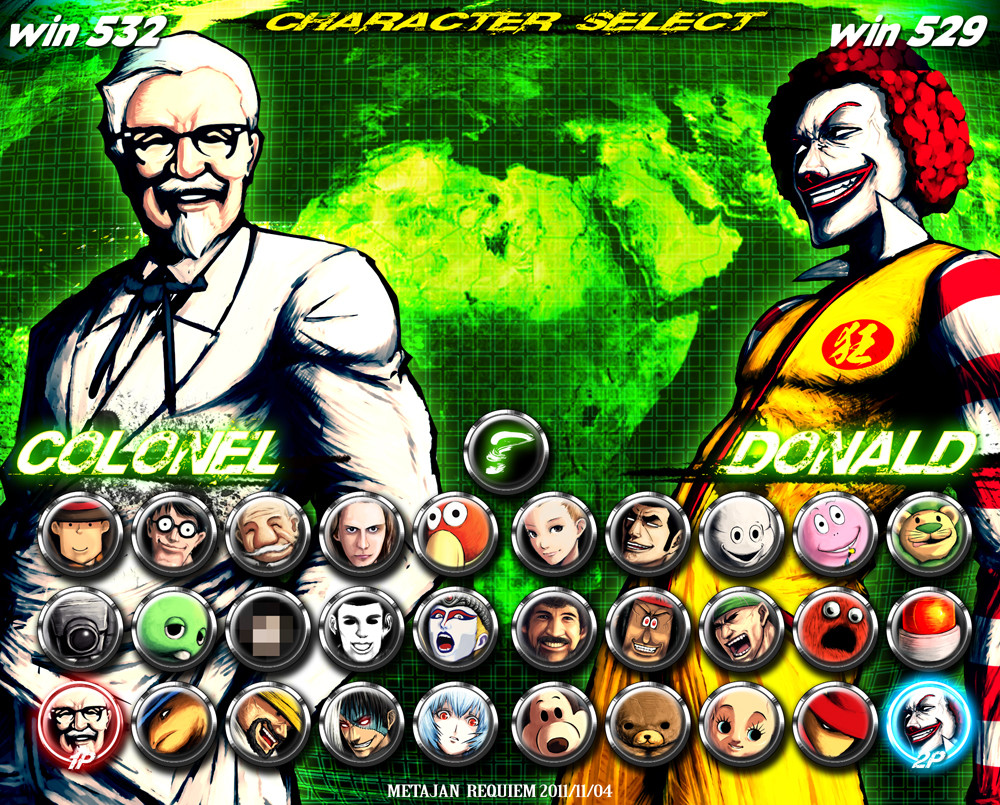 CHARACTER SELECT
win 532
win 529
狂
COLONEL
?
DONALD
1P
2P
METAJAN REQUIEM 2011/11/04